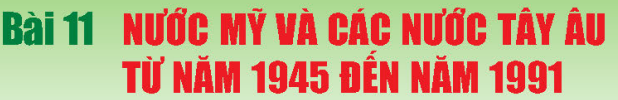 Bài 11 NƯỚC MỸ VÀ CÁC NƯỚC TÂY ÂU
TỪ NĂM 1945 ĐẾN NĂM 1991